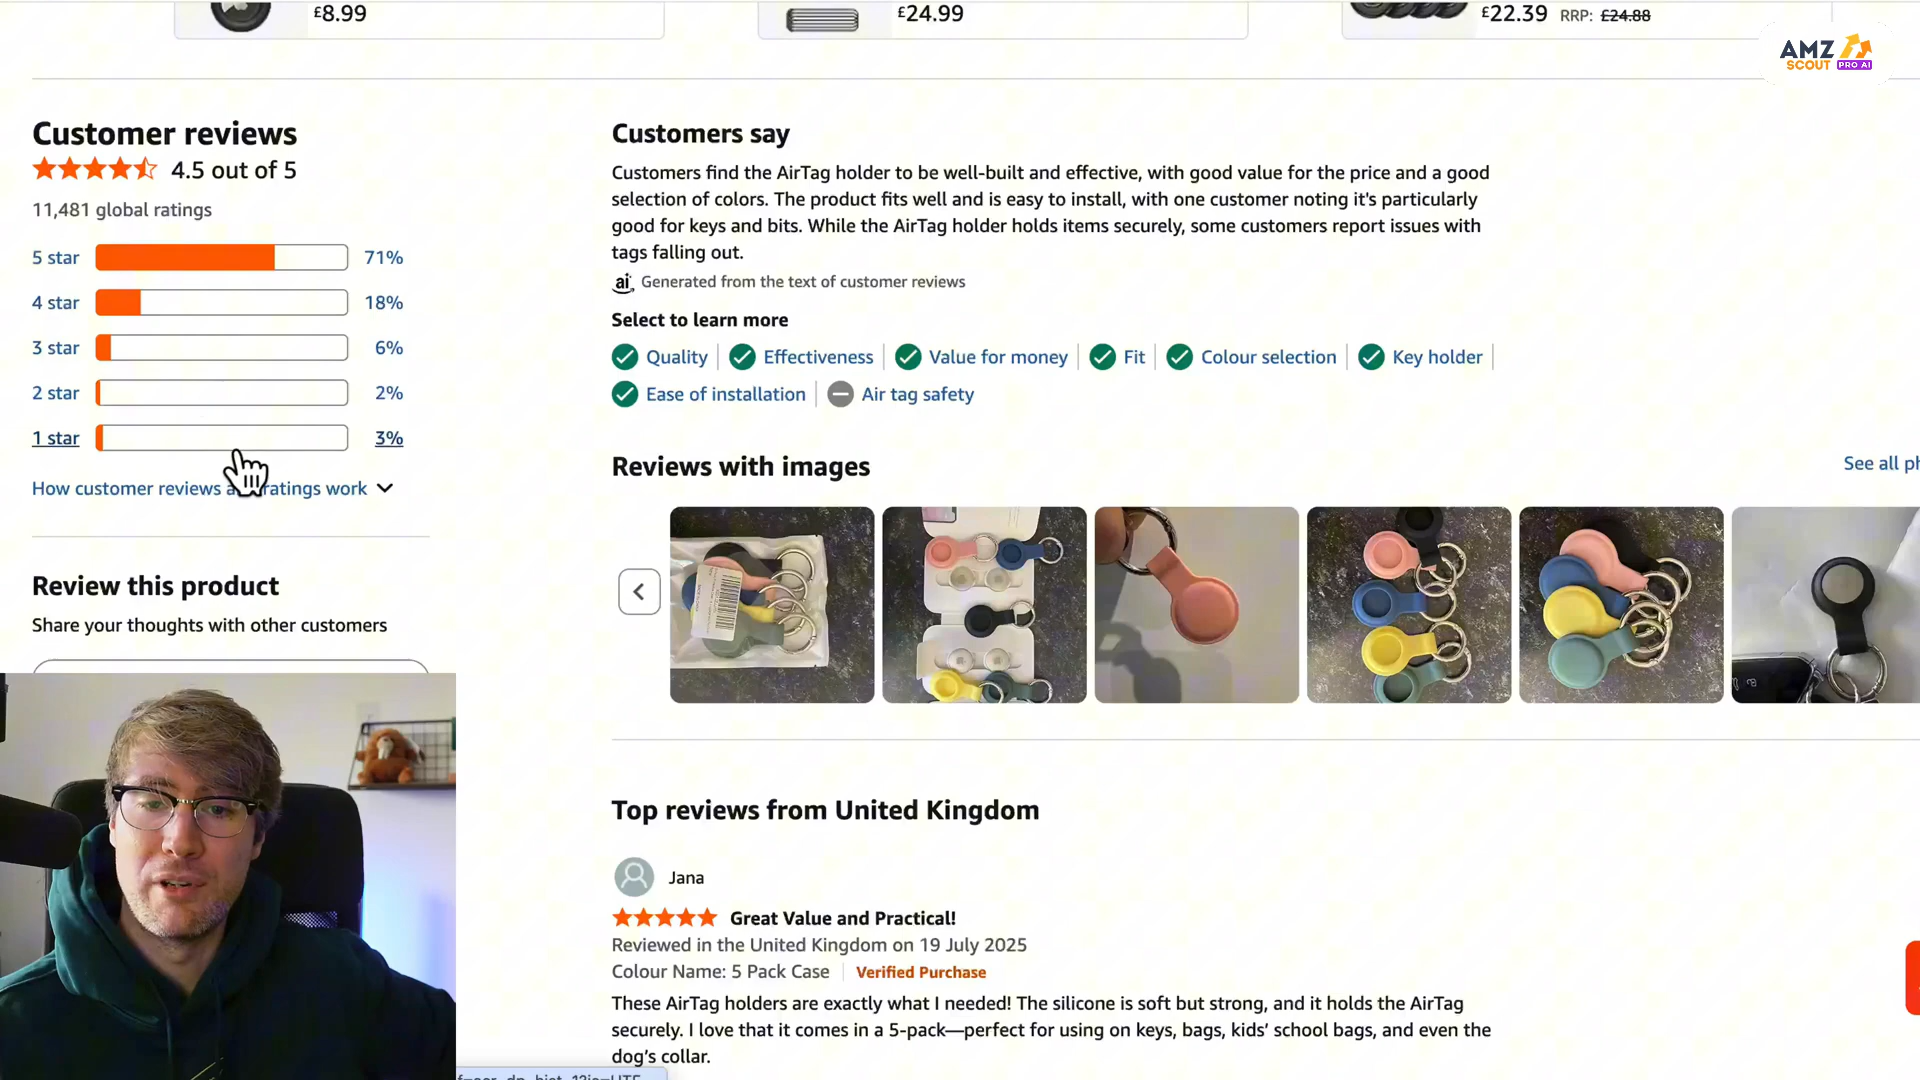 £8.99
£24.99
£22.39 RRP: £24.88
AMZ
SCOUT PRO AI
Customer reviews
4.5 out of 5
11,481 global ratings
5 star 71%
4 star 18%
3 star 6%
2 star 2%
1 star 3%
How customer reviews a ratings work
Review this product
Share your thoughts with other customers
Customers say
Customers find the AirTag holder to be well-built and effective, with good value for the price and a good
selection of colors. The product fits well and is easy to install, with one customer noting it's particularly
good for keys and bits. While the AirTag holder holds items securely, some customers report issues with
tags falling out.
ai Generated from the text of customer reviews
Select to learn more
Quality Effectiveness Value for money Fit Colour selection Key holder
Ease of installation Air tag safety
Reviews with images
See all ph
Top reviews from United Kingdom
Jana
Great Value and Practical!
Reviewed in the United Kingdom on 19 July 2025
Colour Name: 5 Pack Case Verified Purchase
These AirTag holders are exactly what I needed! The silicone is soft but strong, and it holds the AirTag
securely. I love that it comes in a 5-pack—perfect for using on keys, bags, kids’ school bags, and even the
dog’s collar.